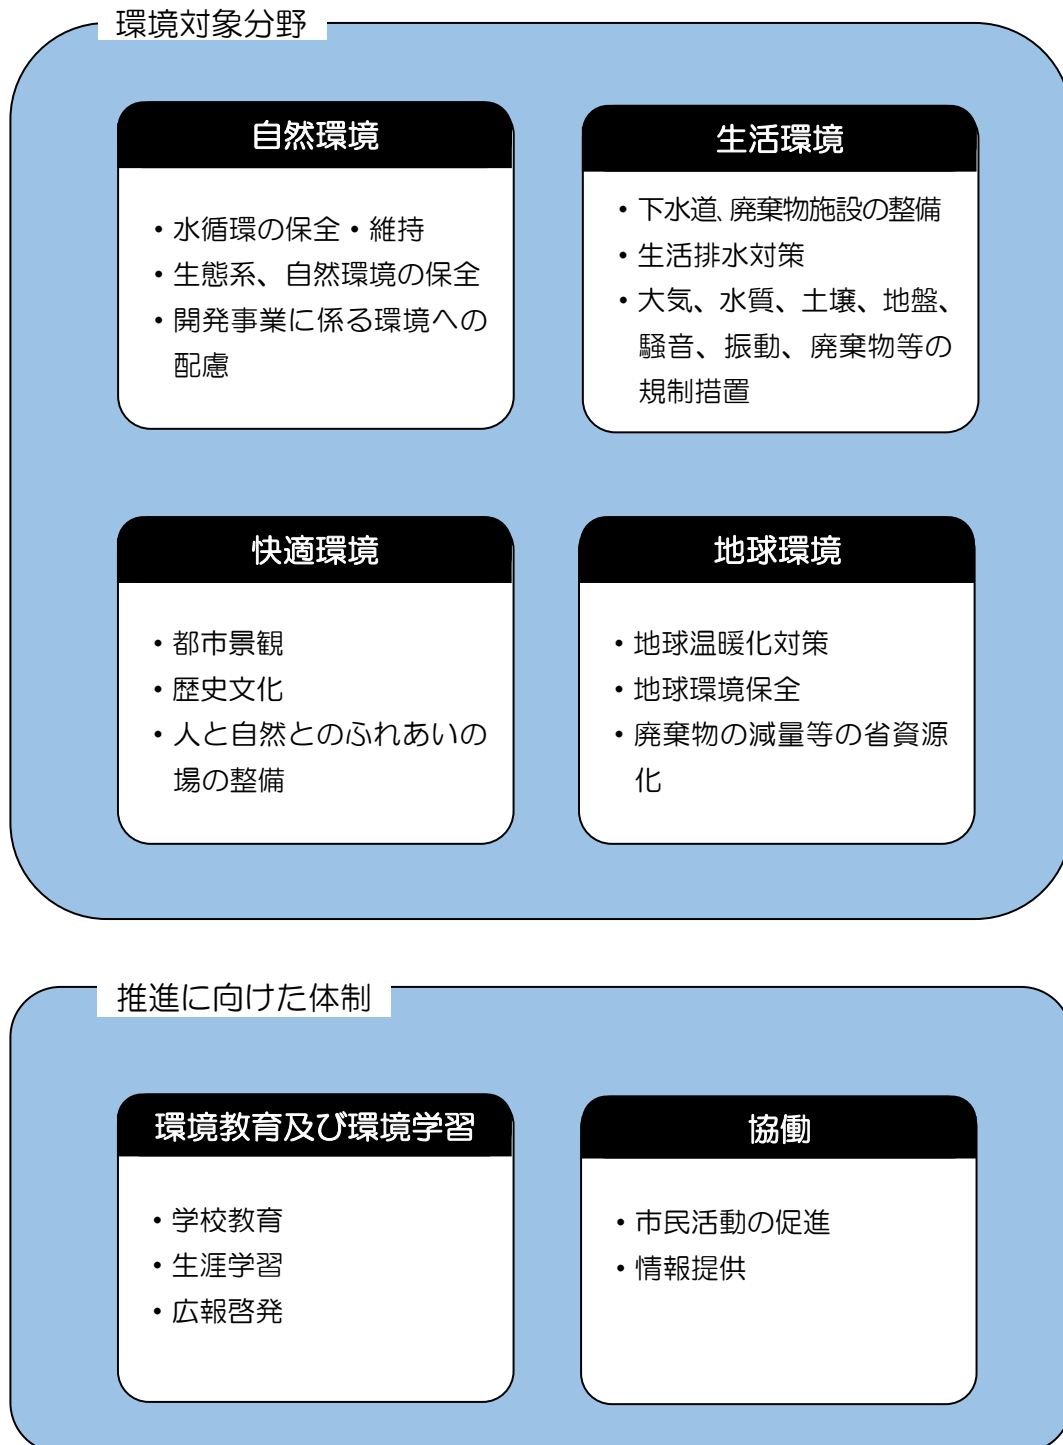 環境対象分野
自然環境
・水循環の保全・維持
・生態系、自然環境の保全
・開発事業に係る環境への
配慮
生活環境
・下水道、廃棄物施設の整備
・生活排水対策
・大気、水質、土壌、地盤、
騒音、振動、廃棄物等の
規制措置
快適環境
・都市景観
・歴史文化
・人と自然とのふれあいの
場の整備
地球環境
・地球温暖化対策
・地球環境保全
・廃棄物の減量等の省資源
化
推進に向けた体制
環境教育及び環境学習
・学校教育
・生涯学習
・広報啓発
協働
・市民活動の促進
・情報提供